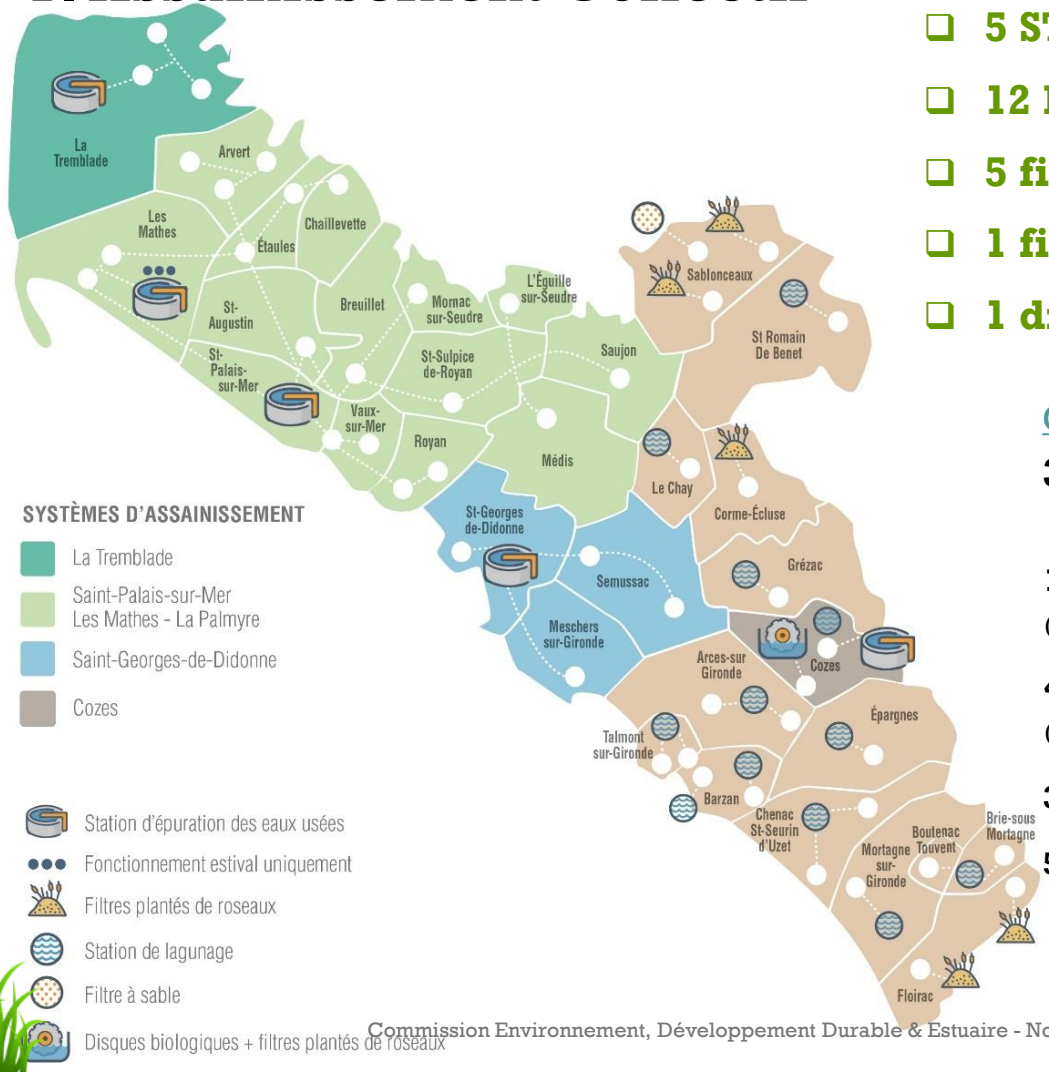 5
12
5
1
1
La
Tremblade
Arvert
Les
Mathes
Chaillevette
Étaules
L'Éguille
sur-Seudre
Sablonceaux
St-
Augustin
Breuillet
Mornac
sur-Seudre
St Romain
De Benet
St-
Palais-
sur-Mer
St-Sulpice
de-Royan
Saujon
Vaux-
sur-Mer
Royan
Médis
Le Chay
Corme-Écluse
St-Georges
de-Didonne
Semussac
Grézac
Meschers
sur-Gironde
Arces-sur
Gironde
Cozes
Talmont
sur-Gironde
Épargnes
Barzan
Chenac
St-Seurin
d'Uzet
Mortagne
sur-
Gironde
Boutenac
Touvent
Brie-sous
Mortagne
Floirac
SYSTÈMES D'ASSAINISSEMENT
La Tremblade
Saint-Palais-sur-Mer
Les Mathes - La Palmyre
Saint-Georges-de-Didonne
Cozes
Station d'épuration des eaux usées
Fonctionnement estival uniquement
Filtres plantés de roseaux
Station de lagunage
Filtre à sable
Disques biologiques + filtres plantés de roseaux
Commission Environnement, Développement Durable & Estuaire -